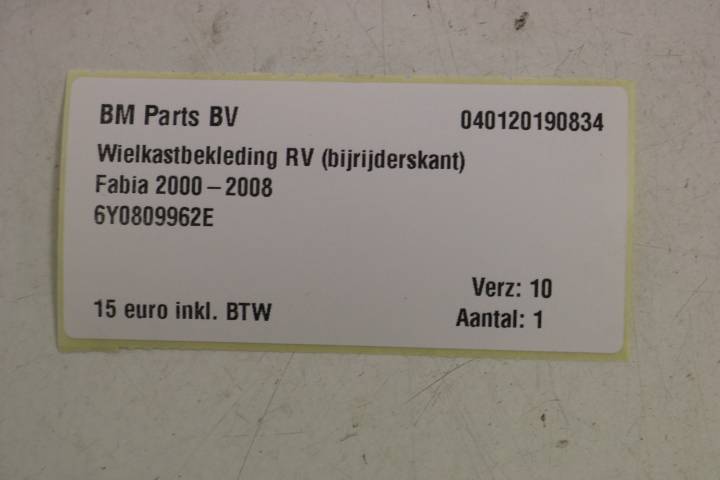 BM Parts BV 040120190834
Wielkastbekleding RV (bijrijderskant)
Fabia 2000 – 2008
6Y0809962E
Verz: 10
15 euro inkl. BTW Aantal: 1